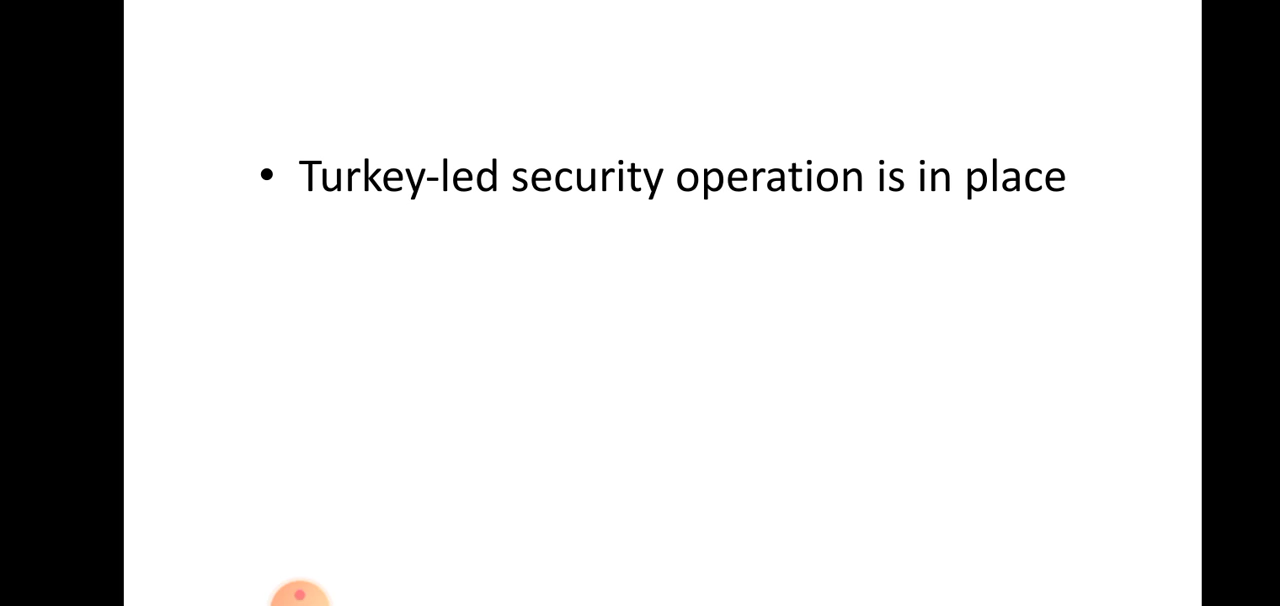 • Turkey-led security operation is in place